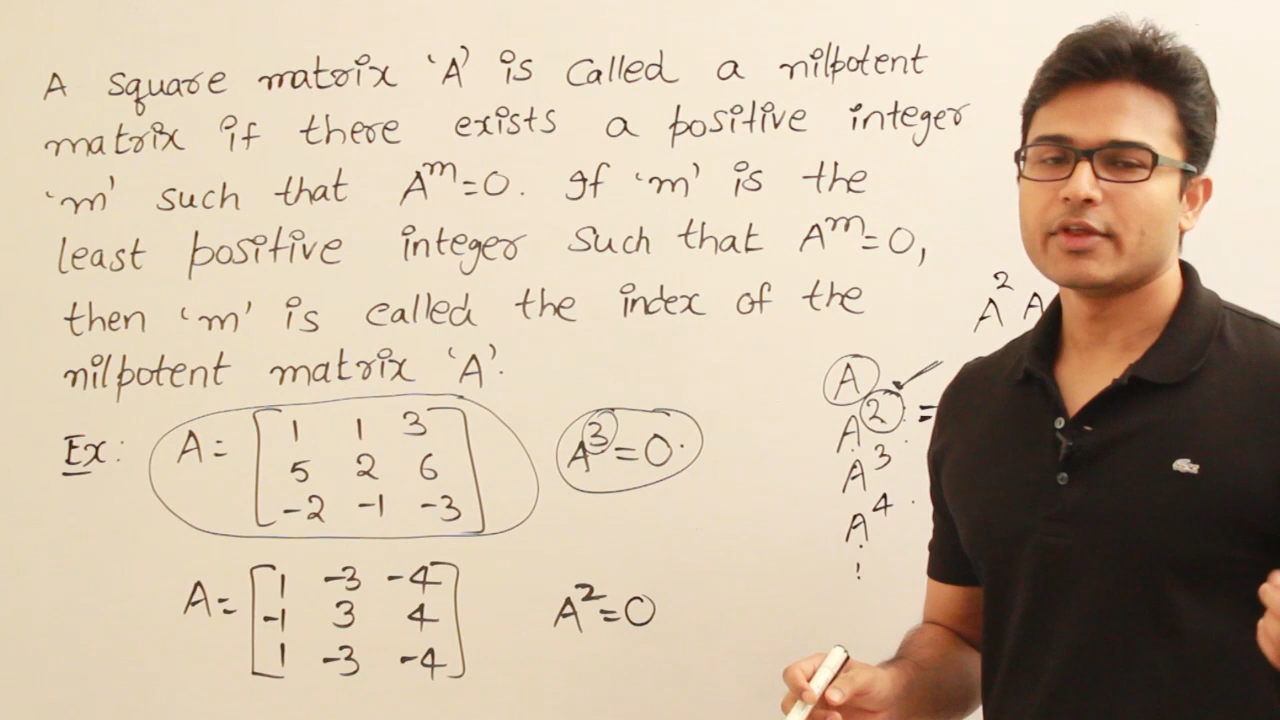 A square matrix 'A' is called a nilpotent
matrix if there exists a positive integer
'm' such that A^m=0. If 'm' is the
least positive integer such that A^m=0,
then 'm' is called the index of the
nilpotent matrix 'A'.
Ex: A= [ 1 1 3
5 2 6
-2 -1 -3 ] A^3=0.
A= [ 1 -3 -4
-1 3 4
1 -3 -4 ] A^2=0
A^2 A
A
A^2 =
A^3
A^4